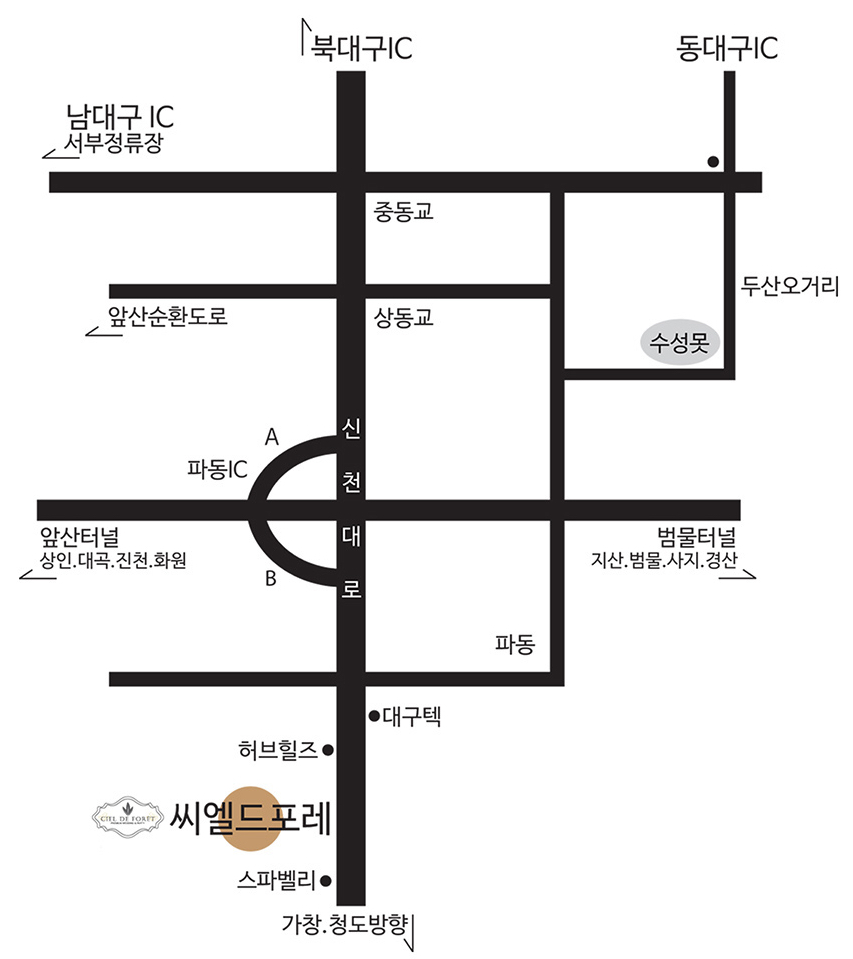 북대구IC
동대구IC
남대구 IC
서부정류장
중동교
두산오거리
앞산순환도로
상동교
수성못
A
신천대로
파동IC
앞산터널
상인.대곡.진천.화원
범물터널
지산.범물.사지.경산
B
파동
대구텍
허브힐즈
CIEL DE FORÊT
씨엘드포레
스파벨리
가창.청도방향